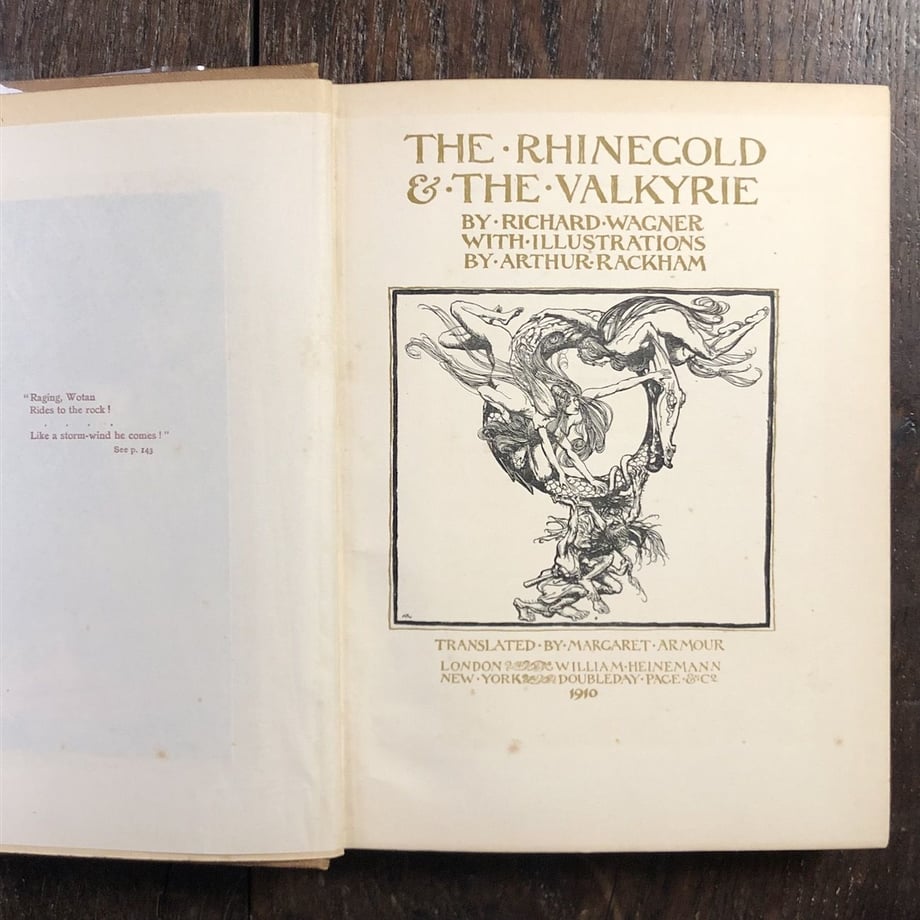 “Raging, Wotan
Rides to the rock!
. . . .
Like a storm-wind he comes!”
See p. 143
THE·RHINEGOLD
&·THE·VALKYRIE
BY·RICHARD·WAGNER
WITH·ILLUSTRATIONS
BY·ARTHUR·RACKHAM
TRANSLATED·BY·MARGARET·ARMOUR
LONDON WILLIAM·HEINEMANN
NEW·YORK DOUBLEDAY·PAGE·&·Cº
1910